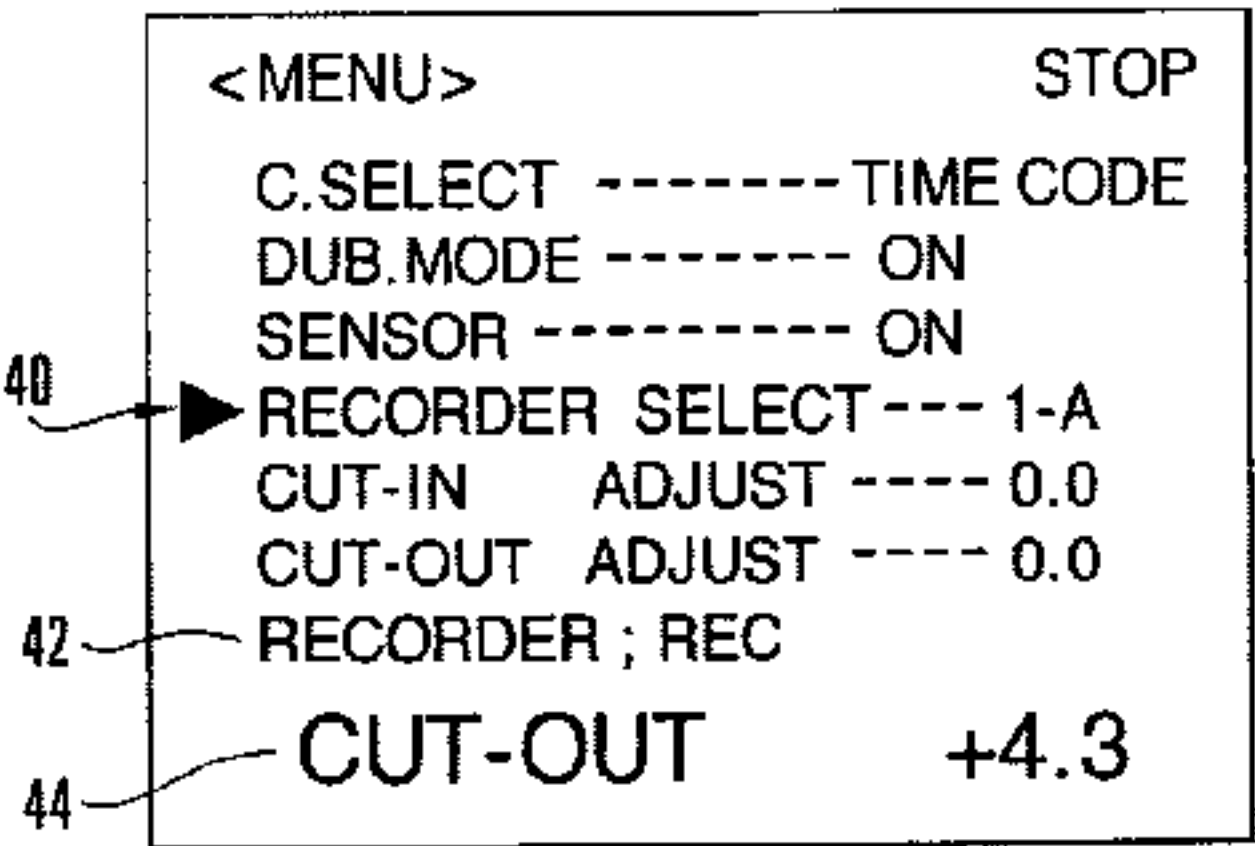 <MENU> STOP
C.SELECT ------- TIME CODE
DUB.MODE ------- ON
SENSOR --------- ON
40 ▶ RECORDER SELECT --- 1-A
CUT-IN ADJUST ---- 0.0
CUT-OUT ADJUST ---- 0.0
42 RECORDER ; REC
44 CUT-OUT +4.3